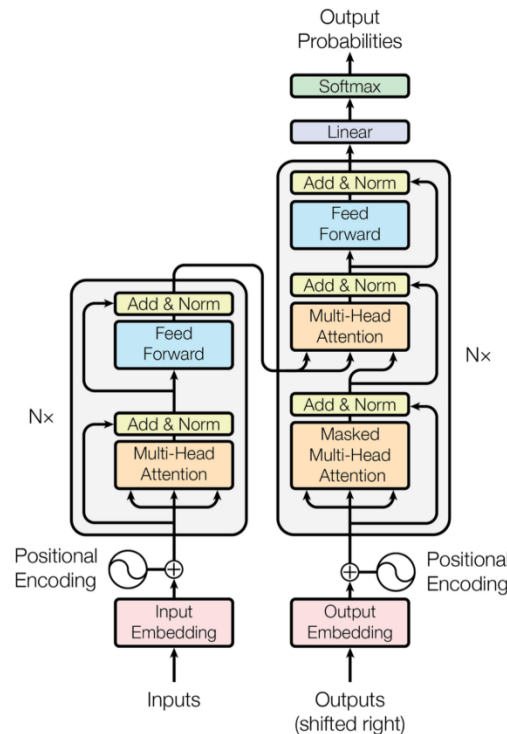 Output
Probabilities
Softmax
Linear
Add & Norm
Feed
Forward
Add & Norm
Multi-Head
Attention
Add & Norm
Masked
Multi-Head
Attention
Nx
Add & Norm
Feed
Forward
Add & Norm
Multi-Head
Attention
Nx
Positional
Encoding
Positional
Encoding
Input
Embedding
Output
Embedding
Inputs
Outputs
(shifted right)